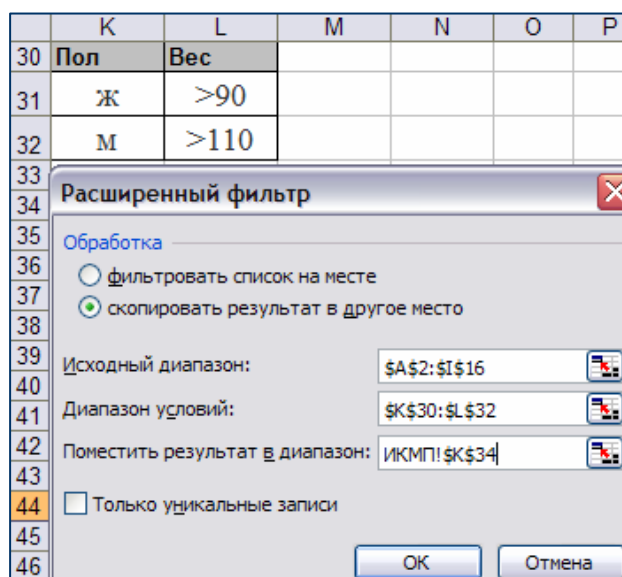 K L M N O P
30 Пол Вес
31 ж >90
32 м >110
33
34 Расширенный фильтр
35 Обработка
36 фильтровать список на месте
37 скопировать результат в другое место
38
39 Исходный диапазон: $A$2:$I$16
40
41 Диапазон условий: $K$30:$L$32
42 Поместить результат в диапазон: ИКМП!$K$34
43
44 Только уникальные записи
45
46 ОК Отмена